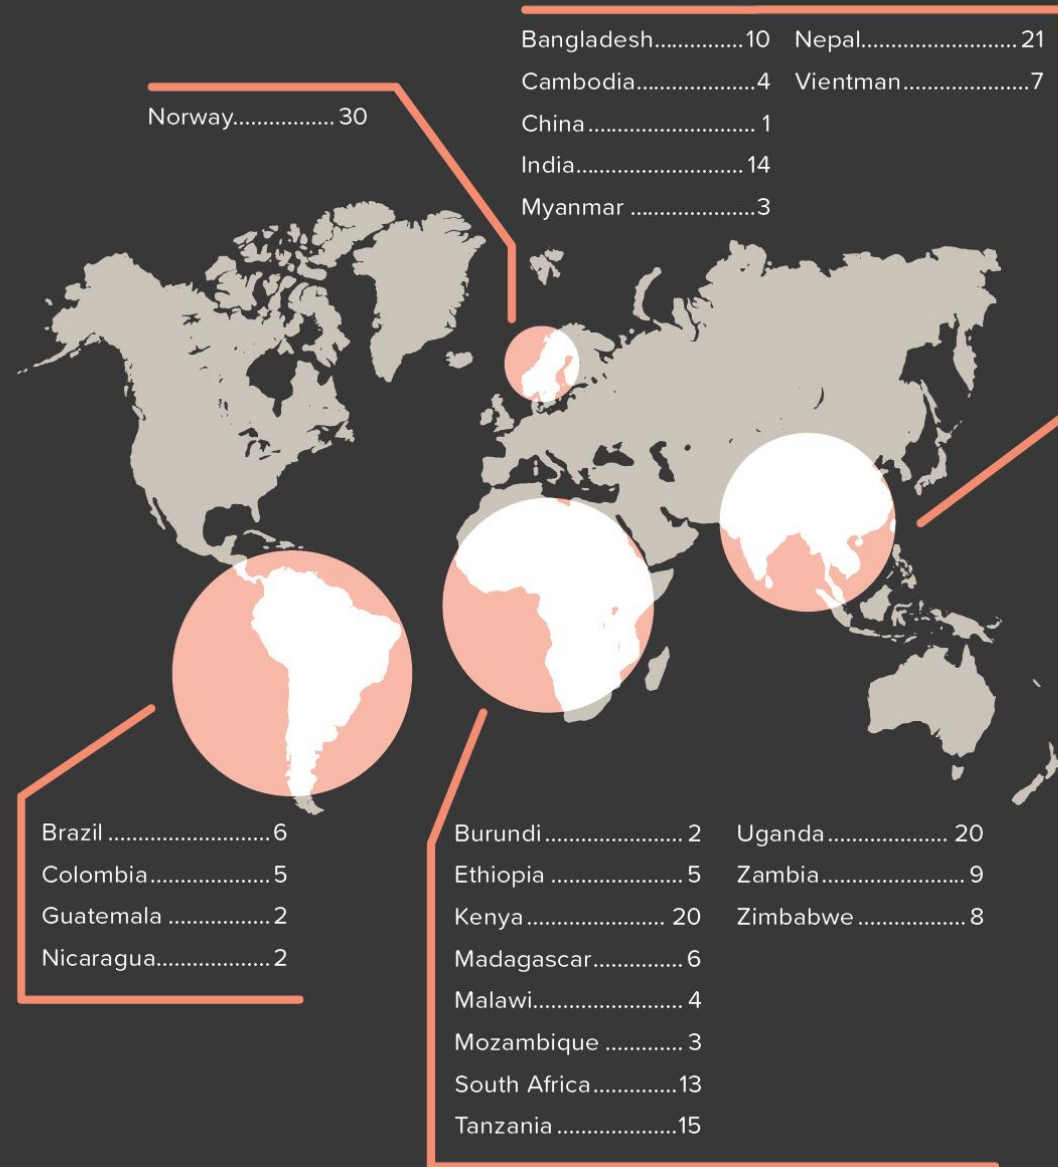 Bangladesh...............10
Cambodia....................4
China............................ 1
India............................14
Myanmar .....................3
Nepal.......................... 21
Vientman.....................7
Norway................. 30
Brazil ...........................6
Colombia....................5
Guatemala .................2
Nicaragua...................2
Burundi.......................2
Ethiopia ......................5
Kenya....................... 20
Madagascar...............6
Malawi......................... 4
Mozambique ............. 3
South Africa..............13
Tanzania ....................15
Uganda.................... 20
Zambia........................ 9
Zimbabwe ..................8